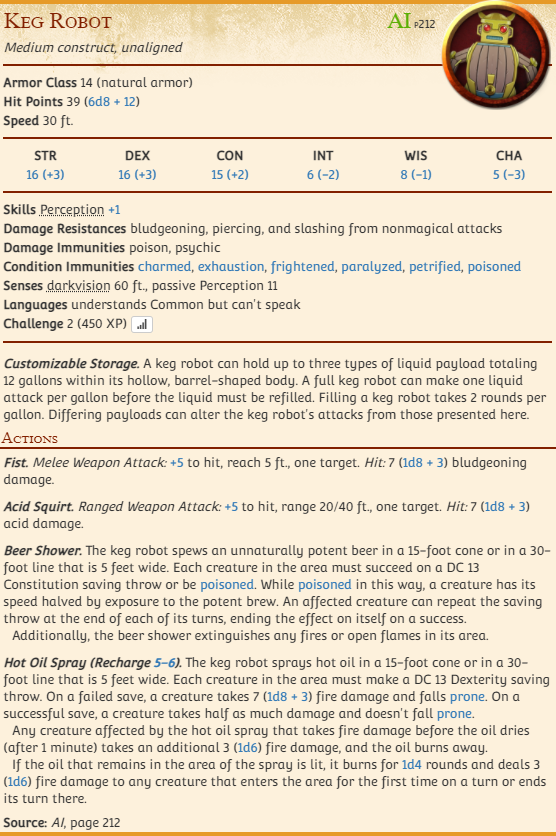 Keg Robot
AI p212
Medium construct, unaligned
Armor Class 14 (natural armor)
Hit Points 39 (6d8 + 12)
Speed 30 ft.
STR DEX CON INT WIS CHA
16 (+3) 16 (+3) 15 (+2) 6 (−2) 8 (−1) 5 (−3)
Skills Perception +1
Damage Resistances bludgeoning, piercing, and slashing from nonmagical attacks
Damage Immunities poison, psychic
Condition Immunities charmed, exhaustion, frightened, paralyzed, petrified, poisoned
Senses darkvision 60 ft., passive Perception 11
Languages understands Common but can't speak
Challenge 2 (450 XP)
Customizable Storage. A keg robot can hold up to three types of liquid payload totaling
12 gallons within its hollow, barrel-shaped body. A full keg robot can make one liquid
attack per gallon before the liquid must be refilled. Filling a keg robot takes 2 rounds per
gallon. Differing payloads can alter the keg robot's attacks from those presented here.
Actions
Fist. Melee Weapon Attack: +5 to hit, reach 5 ft., one target. Hit: 7 (1d8 + 3) bludgeoning
damage.
Acid Squirt. Ranged Weapon Attack: +5 to hit, range 20/40 ft., one target. Hit: 7 (1d8 + 3)
acid damage.
Beer Shower. The keg robot spews an unnaturally potent beer in a 15-foot cone or in a 30-
foot line that is 5 feet wide. Each creature in the area must succeed on a DC 13
Constitution saving throw or be poisoned. While poisoned in this way, a creature has its
speed halved by exposure to the potent brew. An affected creature can repeat the saving
throw at the end of each of its turns, ending the effect on itself on a success.
Additionally, the beer shower extinguishes any fires or open flames in its area.
Hot Oil Spray (Recharge 5–6). The keg robot sprays hot oil in a 15-foot cone or in a 30-
foot line that is 5 feet wide. Each creature in the area must make a DC 13 Dexterity saving
throw. On a failed save, a creature takes 7 (1d8 + 3) fire damage and falls prone. On a
successful save, a creature takes half as much damage and doesn't fall prone.
Any creature affected by the hot oil spray that takes fire damage before the oil dries
(after 1 minute) takes an additional 3 (1d6) fire damage, and the oil burns away.
If the oil that remains in the area of the spray is lit, it burns for 1d4 rounds and deals 3
(1d6) fire damage to any creature that enters the area for the first time on a turn or ends
its turn there.
Source: AI, page 212